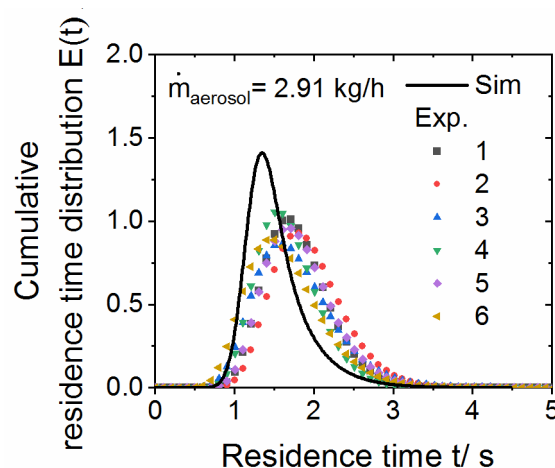 Cumulative
residence time distribution E(t)
2.0
1.5
1.0
0.5
0.0
ṁaerosol= 2.91 kg/h
Sim
Exp.
1
2
3
4
5
6
0 1 2 3 4 5
Residence time t/ s